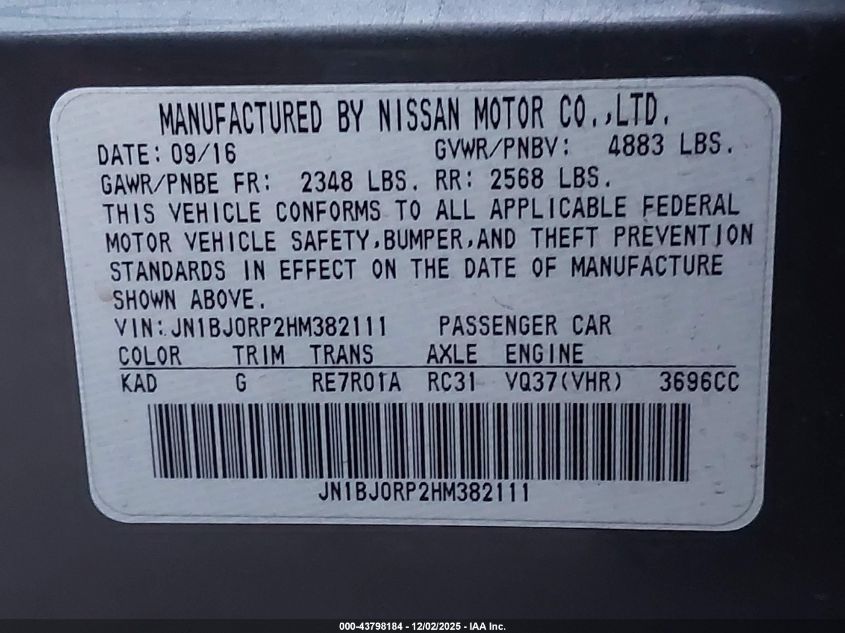 MANUFACTURED BY NISSAN MOTOR CO.,LTD.
DATE: 09/16 GVWR/PNBV: 4883 LBS.
GAWR/PNBE FR: 2348 LBS. RR: 2568 LBS.
THIS VEHICLE CONFORMS TO ALL APPLICABLE FEDERAL
MOTOR VEHICLE SAFETY,BUMPER,AND THEFT PREVENTION
STANDARDS IN EFFECT ON THE DATE OF MANUFACTURE
SHOWN ABOVE.
VIN: JN1BJ0RP2HM382111 PASSENGER CAR
COLOR TRIM TRANS AXLE ENGINE
KAD G RE7R01A RC31 VQ37(VHR) 3696CC
JN1BJ0RP2HM382111
000-43798184 - 12/02/2025 - IAA Inc.